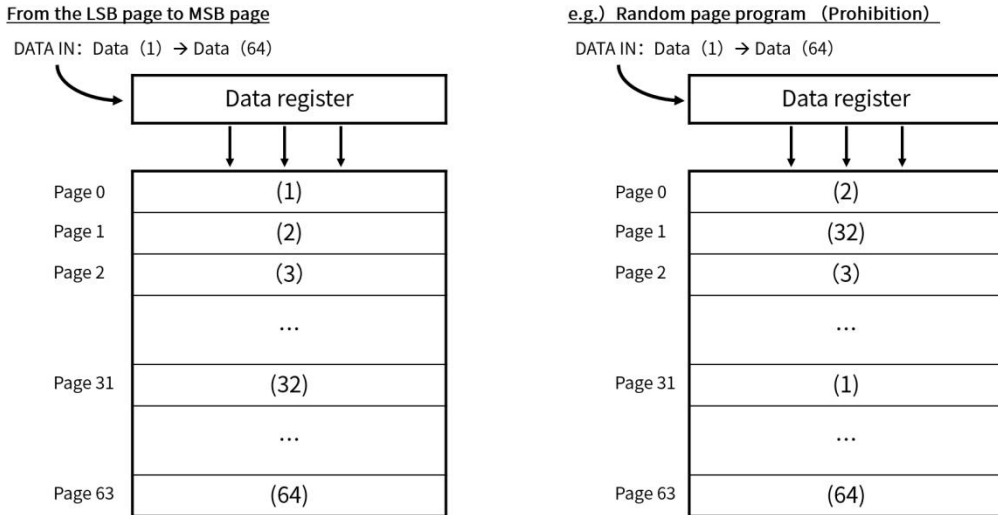 From the LSB page to MSB page
DATA IN: Data (1) → Data (64)
Data register
Page 0 (1)
Page 1 (2)
Page 2 (3)
...
Page 31 (32)
...
Page 63 (64)
e.g.) Random page program (Prohibition)
DATA IN: Data (1) → Data (64)
Data register
Page 0 (2)
Page 1 (32)
Page 2 (3)
...
Page 31 (1)
...
Page 63 (64)